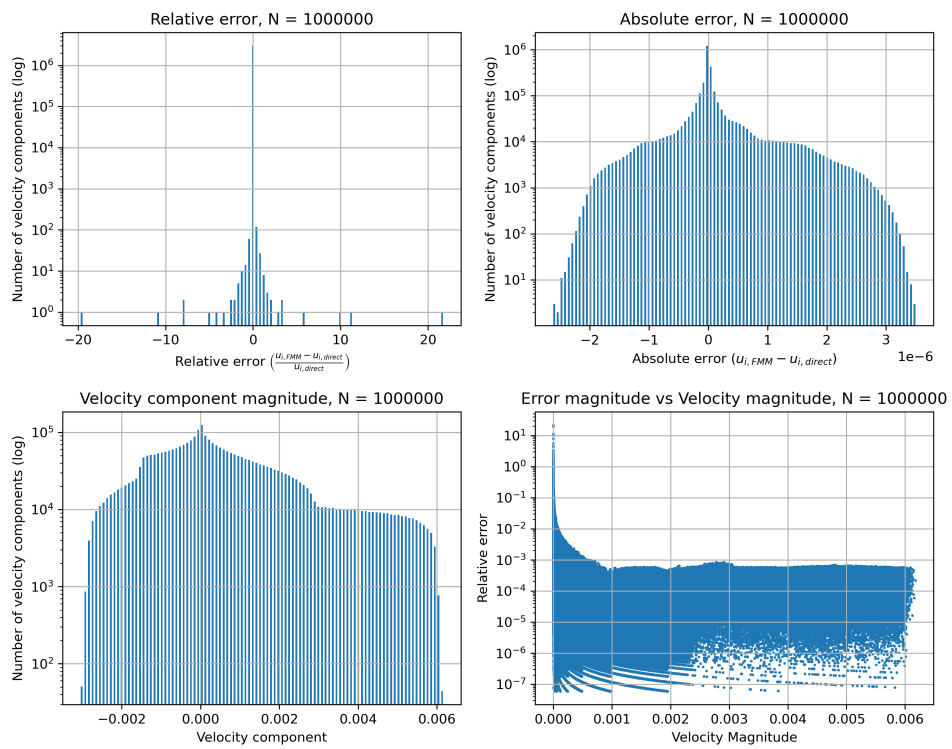 Relative error, N = 1000000
Number of velocity components (log)
10⁶
10⁵
10⁴
10³
10²
10¹
10⁰
−20 −10 0 10 20
Relative error (u_{i,FMM} − u_{i,direct} / u_{i,direct})
Absolute error, N = 1000000
Number of velocity components (log)
10⁶
10⁵
10⁴
10³
10²
10¹
−2 −1 0 1 2 3
1e−6
Absolute error (u_{i,FMM} − u_{i,direct})
Velocity component magnitude, N = 1000000
Number of velocity components (log)
10⁵
10⁴
10³
10²
−0.002 0.000 0.002 0.004 0.006
Velocity component
Error magnitude vs Velocity magnitude, N = 1000000
Relative error
10¹
10⁰
10⁻¹
10⁻²
10⁻³
10⁻⁴
10⁻⁵
10⁻⁶
10⁻⁷
0.000 0.001 0.002 0.003 0.004 0.005 0.006
Velocity Magnitude